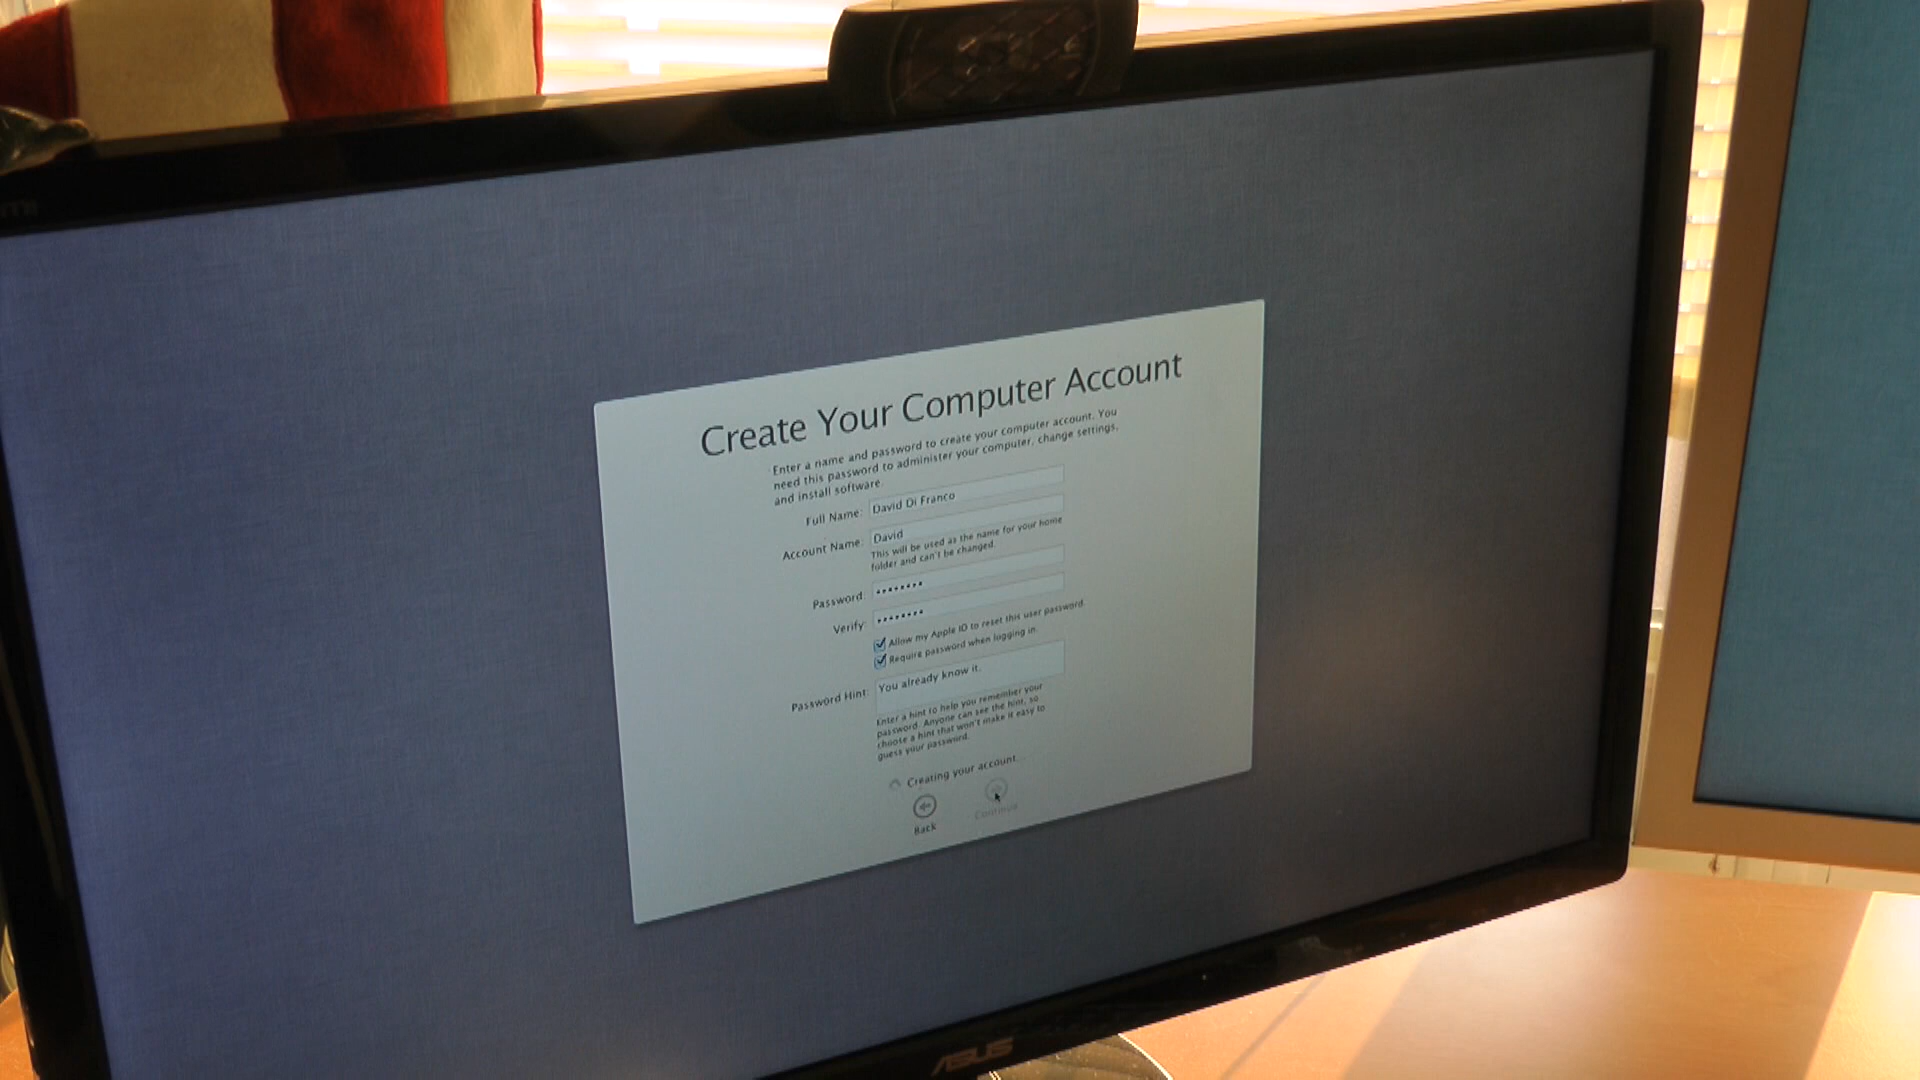 Create Your Computer Account
Enter a name and password to create your computer account. You
need this password to administer your computer, change settings,
and install software.
Full Name: David Di Franco
Account Name: David
This will be used as the name for your home
folder and can't be changed.
Password: ••••••••
Verify: ••••••••
Allow my Apple ID to reset this user password.
Require password when logging in.
Password Hint: You already know it.
Enter a hint to help you remember your
password. Anyone can see the hint, so
choose a hint that won't make it easy to
guess your password.
Creating your account.
Back
Continue
ASUS